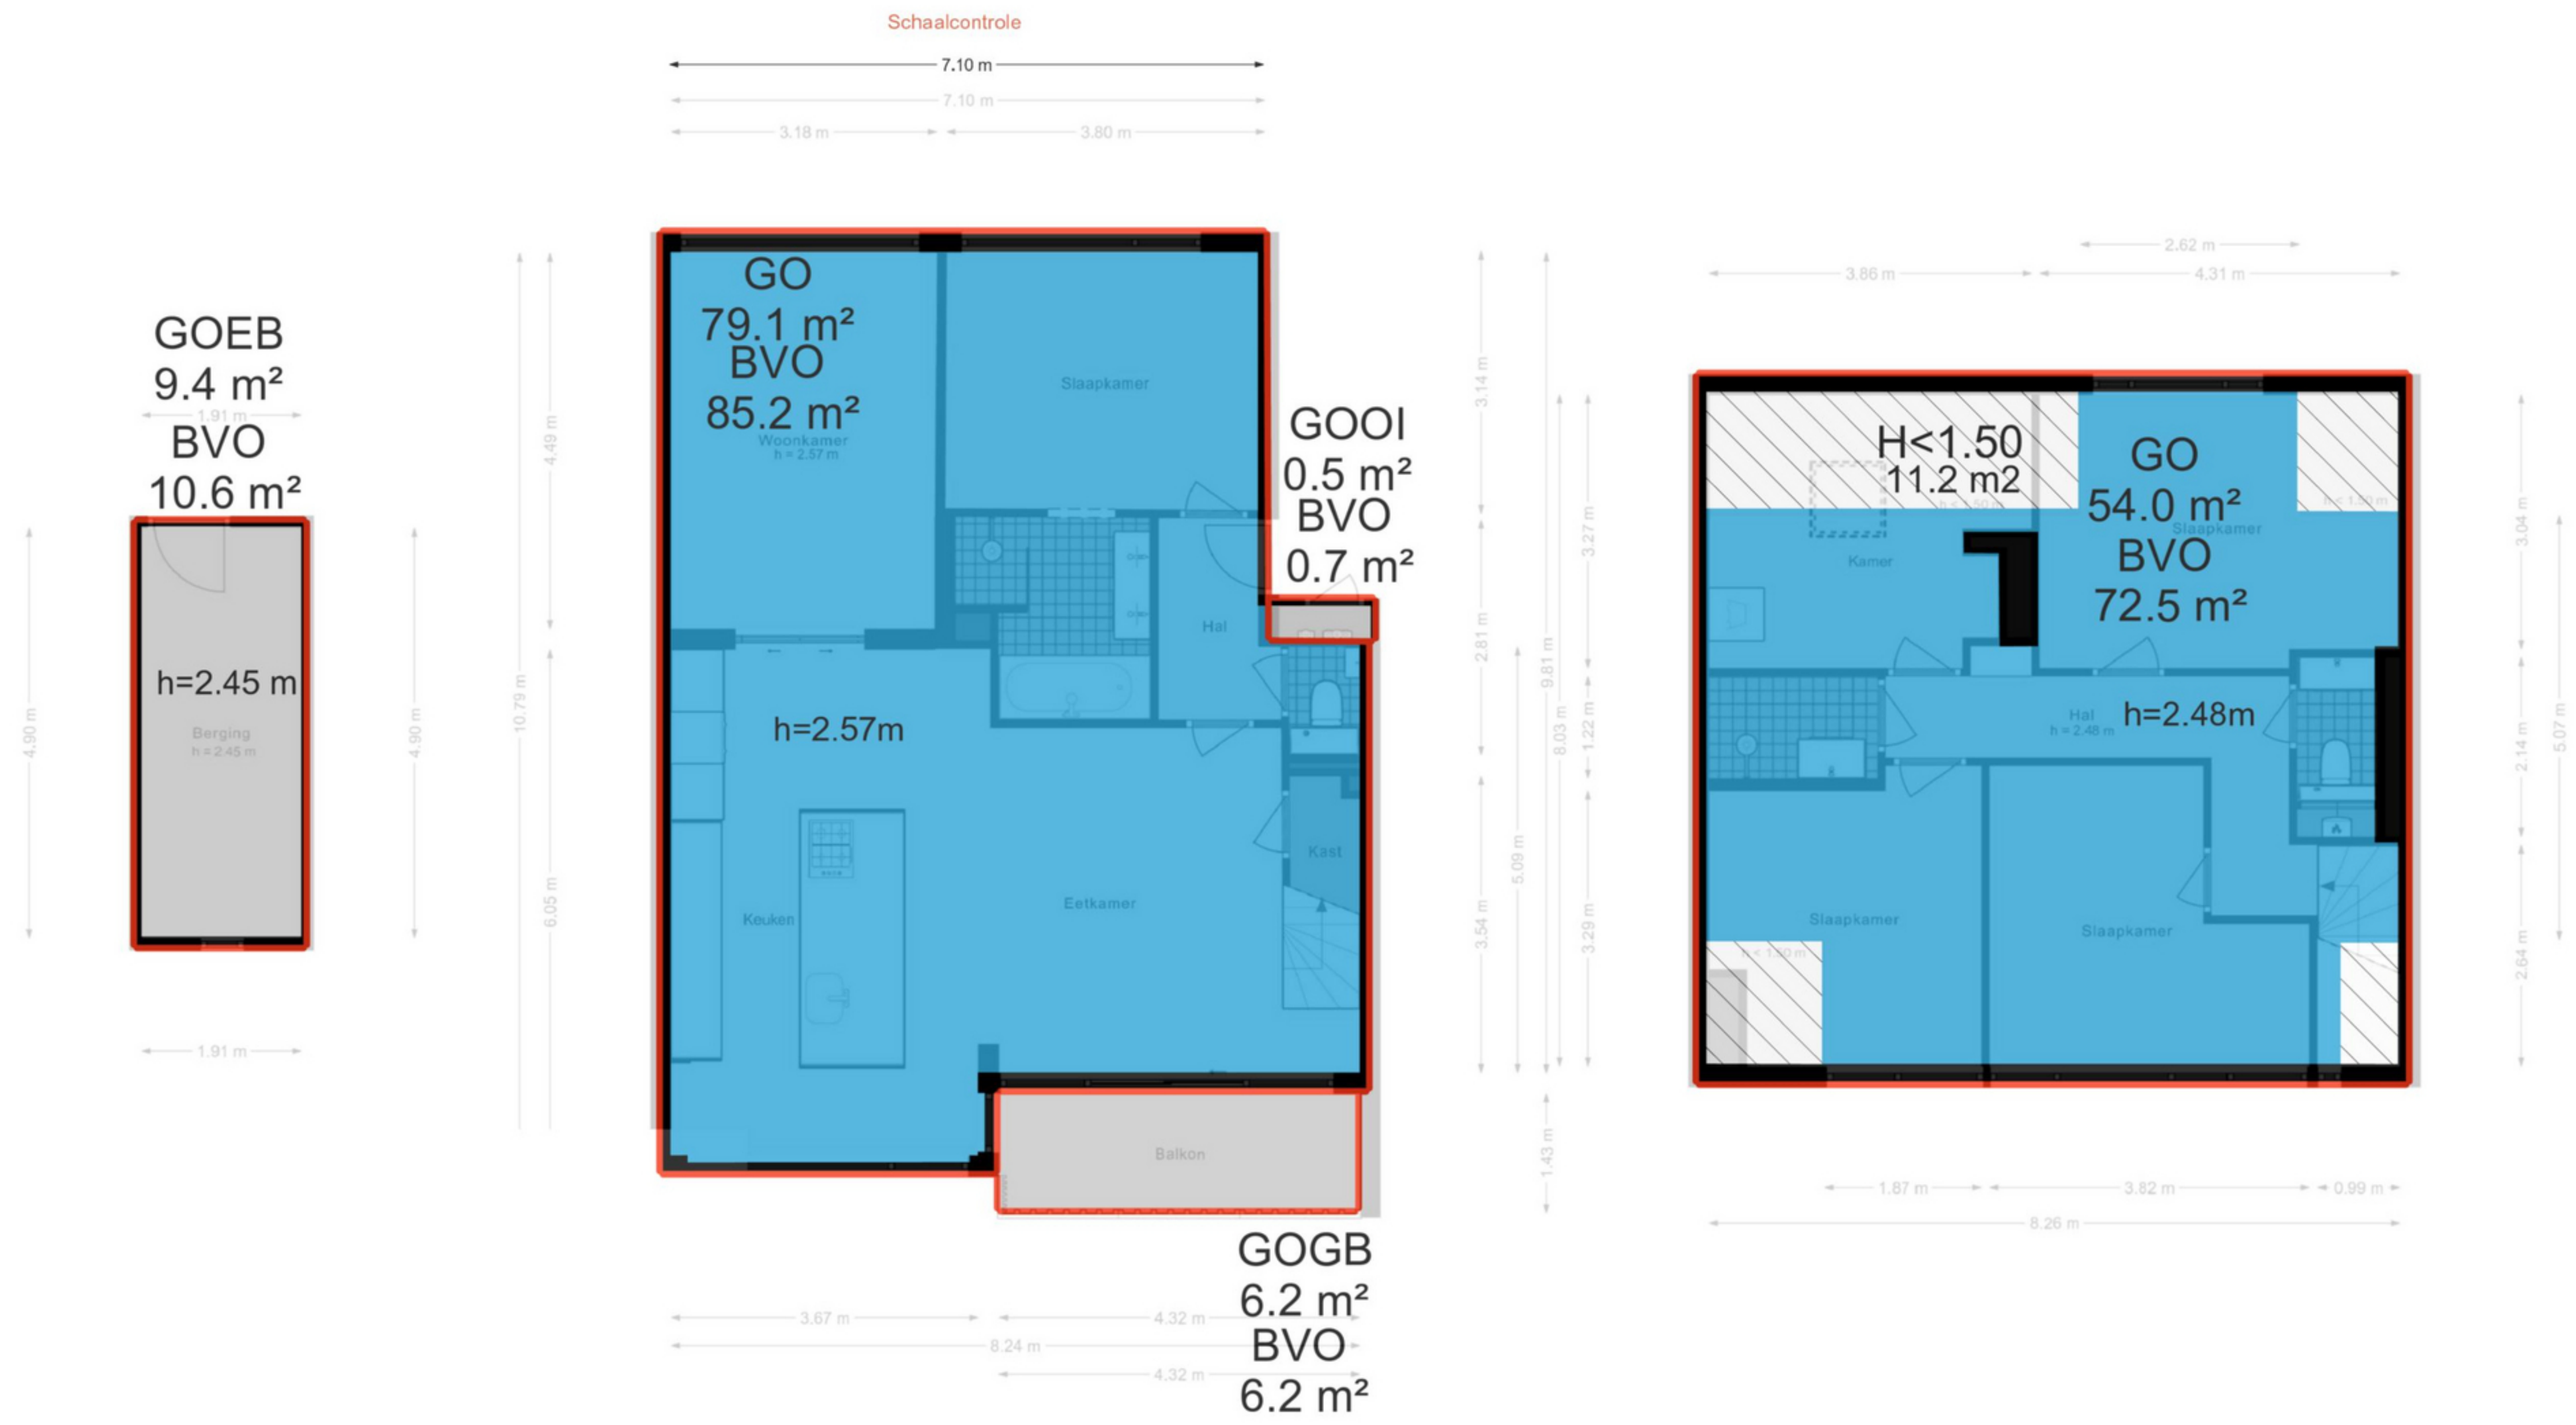 Schaalcontrole
7.10 m
7.10 m
3.18 m
3.80 m
GOEB
9.4 m²
1.91 m
BVO
10.6 m²
4.90 m
h=2.45 m
Berging
h = 2.45 m
4.90 m
1.91 m
10.79 m
4.49 m
6.05 m
GO
79.1 m²
BVO
85.2 m²
Woonkamer
h = 2.57 m
Slaapkamer
GOOI
0.5 m²
BVO
0.7 m²
Hal
h=2.57m
Kast
Keuken
Eetkamer
Balkon
GOGB
6.2 m²
BVO
6.2 m²
3.67 m
4.32 m
8.24 m
4.32 m
3.14 m
2.81 m
3.54 m
5.09 m
9.81 m
1.43 m
8.03 m
3.27 m
1.22 m
3.29 m
2.62 m
3.86 m
4.31 m
H<1.50
11.2 m2
h < 1.50 m
GO
54.0 m²
Slaapkamer
BVO
72.5 m²
h < 1.50 m
Kamer
Hal
h = 2.48 m
h=2.48m
Slaapkamer
Slaapkamer
h < 1.50 m
3.04 m
2.14 m
2.64 m
5.07 m
1.87 m
3.82 m
0.99 m
8.26 m